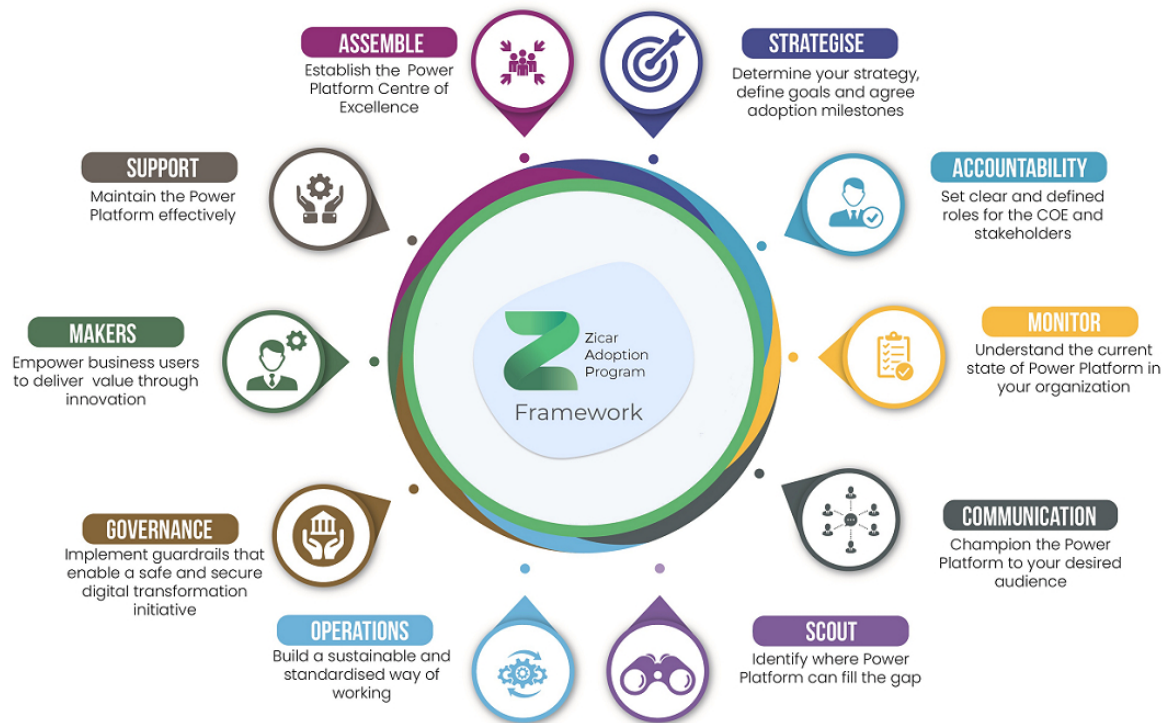 ASSEMBLE
Establish the Power
Platform Centre of
Excellence
STRATEGISE
Determine your strategy,
define goals and agree
adoption milestones
SUPPORT
Maintain the Power
Platform effectively
ACCOUNTABILITY
Set clear and defined
roles for the COE and
stakeholders
MAKERS
Empower business users
to deliver value through
innovation
Zicar
Adoption
Program
Framework
MONITOR
Understand the current
state of Power Platform in
your organization
GOVERNANCE
Implement guardrails that
enable a safe and secure
digital transformation
initiative
COMMUNICATION
Champion the Power
Platform to your desired
audience
OPERATIONS
Build a sustainable and
standardised way of
working
SCOUT
Identify where Power
Platform can fill the gap